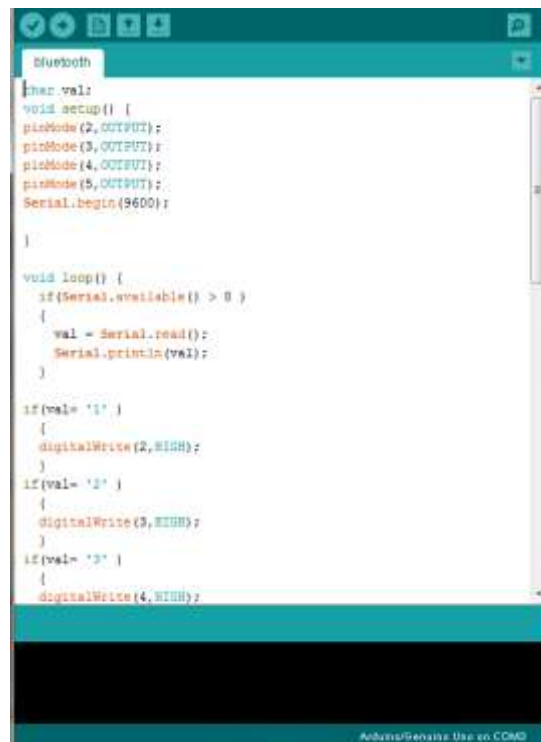 bluetooth
char val;
void setup() {
pinMode(2,OUTPUT);
pinMode(3,OUTPUT);
pinMode(4,OUTPUT);
pinMode(5,OUTPUT);
Serial.begin(9600);
}
void loop() {
if(Serial.available() > 0 )
{
val = Serial.read();
Serial.println(val);
}
if(val= '1' )
{
digitalWrite(2,HIGH);
}
if(val= '2' )
{
digitalWrite(3,HIGH);
}
if(val= '3' )
{
digitalWrite(4,HIGH);
Arduino/Genuino Uno on COM3